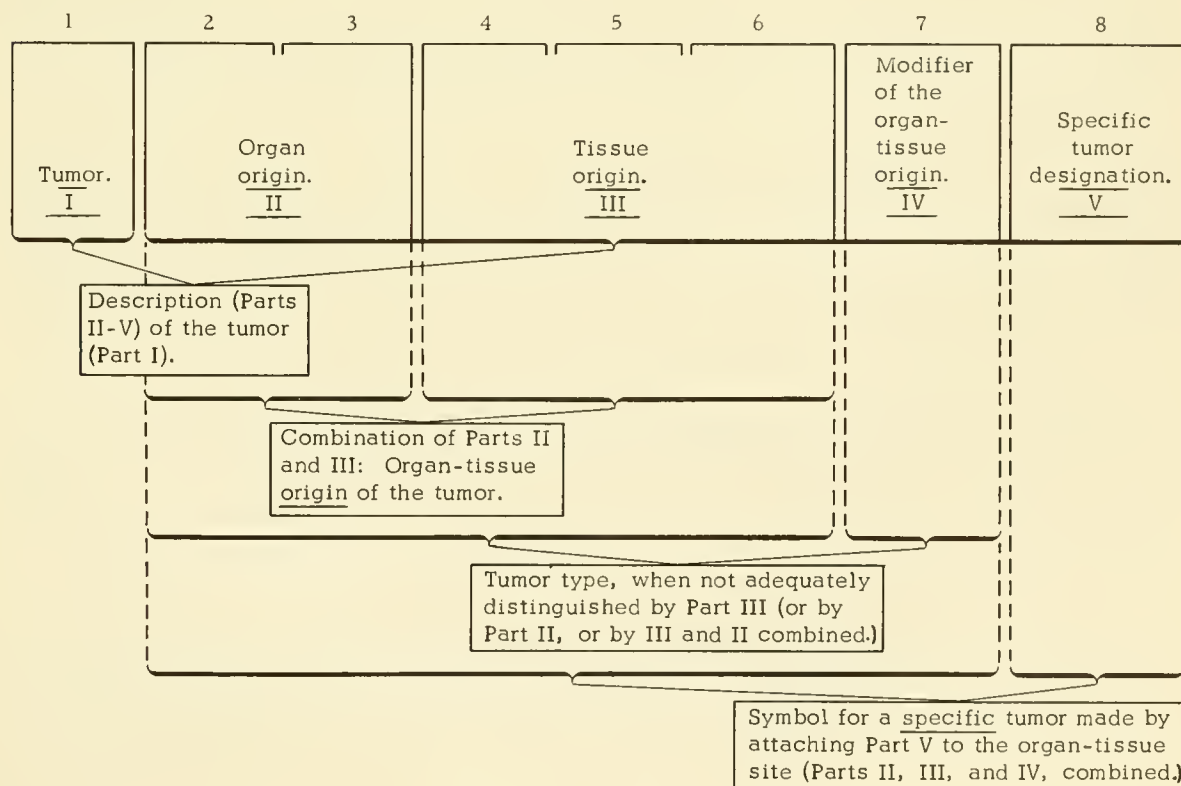 1 2 3 4 5 6 7 8
Tumor.
I
Organ
origin.
II
Tissue
origin.
III
Modifier
of the
organ-
tissue
origin.
IV
Specific
tumor
designation.
V
Description (Parts
II-V) of the tumor
(Part I).
Combination of Parts II
and III: Organ-tissue
origin of the tumor.
Tumor type, when not adequately
distinguished by Part III (or by
Part II, or by III and II combined.)
Symbol for a specific tumor made by
attaching Part V to the organ-tissue
site (Parts II, III, and IV, combined.)